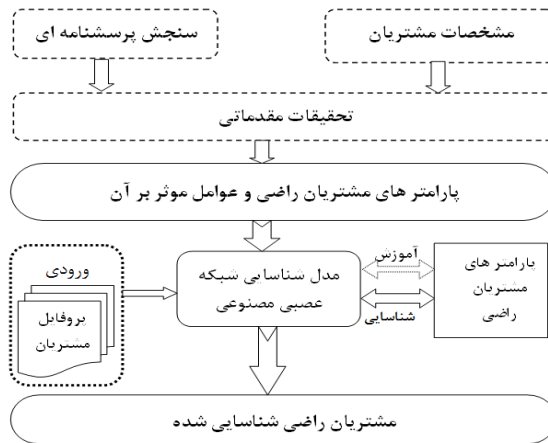 مشخصات مشتریان
سنجش پرسشنامه ای
تحقیقات مقدماتی
پارامتر های مشتریان راضی و عوامل موثر بر آن
ورودی
پروفایل
مشتریان
مدل شناسایی شبکه
عصبی مصنوعی
آموزش
شناسایی
پارامتر های
مشتریان
راضی
مشتریان راضی شناسایی شده